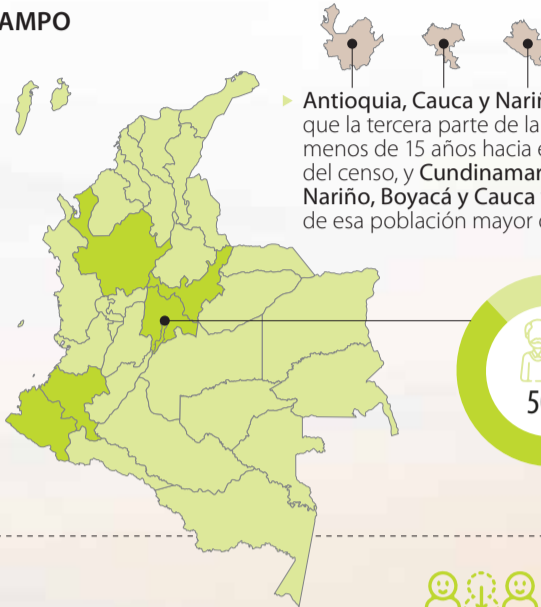 AMPO
Antioquia, Cauca y Nariñ
que la tercera parte de la
menos de 15 años hacia e
del censo, y Cundinamar
Nariño, Boyacá y Cauca
de esa población mayor
5